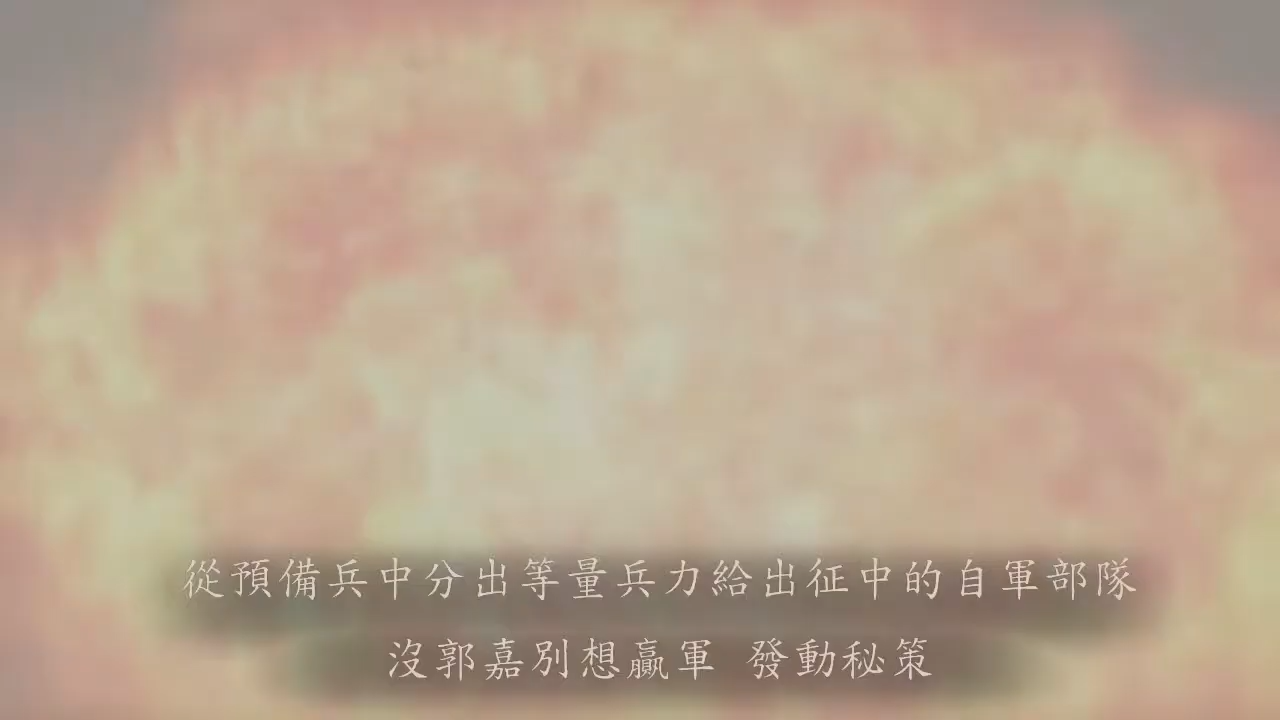 從預備兵中分出等量兵力給出征中的自軍部隊
沒郭嘉別想贏軍 發動秘策